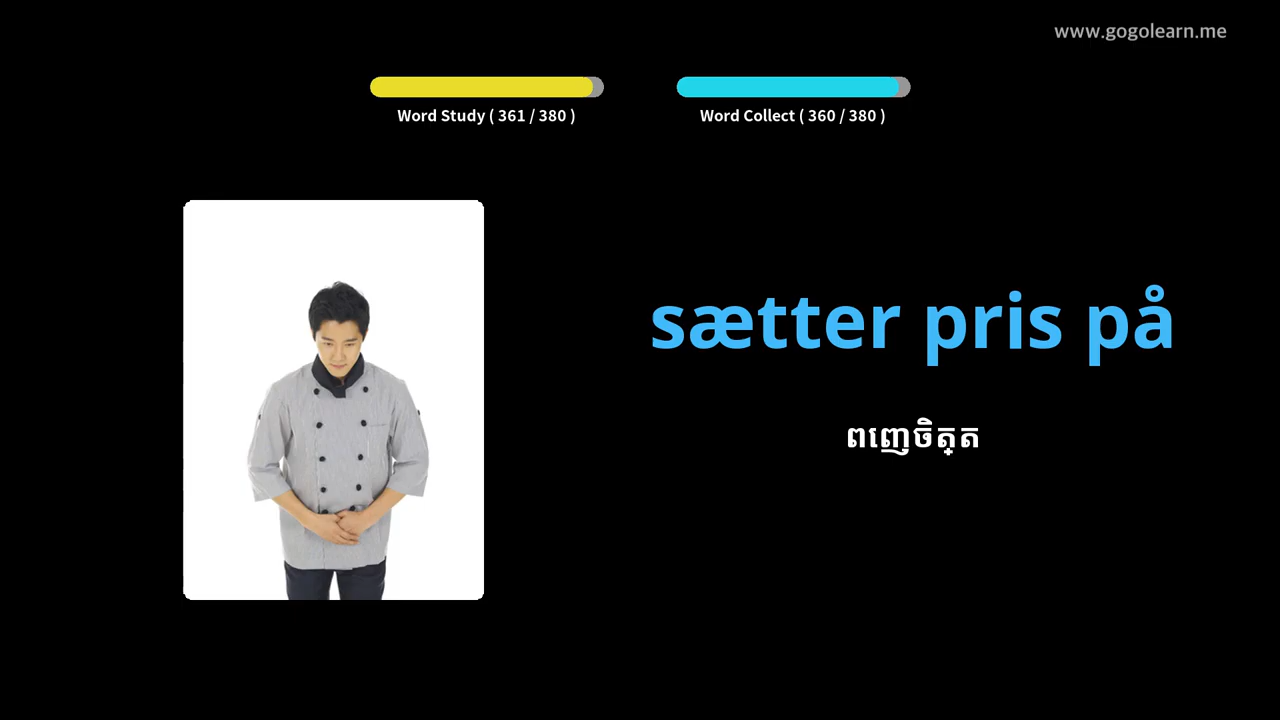 www.gogolearn.me
Word Study ( 361 / 380 )
Word Collect ( 360 / 380 )
sætter pris på
ពញចេិត្ត